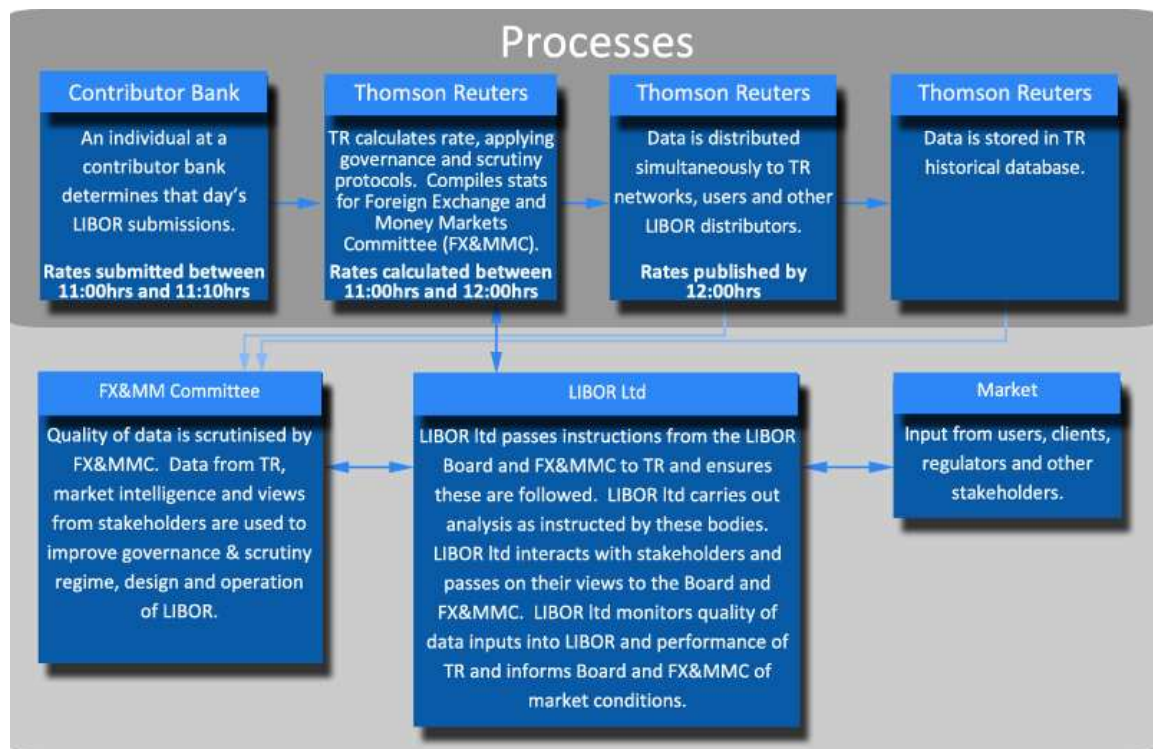 Processes
Contributor Bank
An individual at a
contributor bank
determines that day's
LIBOR submissions.
Rates submitted between
11:00hrs and 11:10hrs
Thomson Reuters
TR calculates rate, applying
governance and scrutiny
protocols. Compiles stats
for Foreign Exchange and
Money Markets
Committee (FX&MMC).
Rates calculated between
11:00hrs and 12:00hrs
Thomson Reuters
Data is distributed
simultaneously to TR
networks, users and other
LIBOR distributors.
Rates published by
12:00hrs
Thomson Reuters
Data is stored in TR
historical database.
FX&MM Committee
Quality of data is scrutinised by
FX&MMC. Data from TR,
market intelligence and views
from stakeholders are used to
improve governance & scrutiny
regime, design and operation
of LIBOR.
LIBOR Ltd
LIBOR ltd passes instructions from the LIBOR
Board and FX&MMC to TR and ensures
these are followed. LIBOR ltd carries out
analysis as instructed by these bodies.
LIBOR ltd interacts with stakeholders and
passes on their views to the Board and
FX&MMC. LIBOR ltd monitors quality of
data inputs into LIBOR and performance of
TR and informs Board and FX&MMC of
market conditions.
Market
Input from users, clients,
regulators and other
stakeholders.